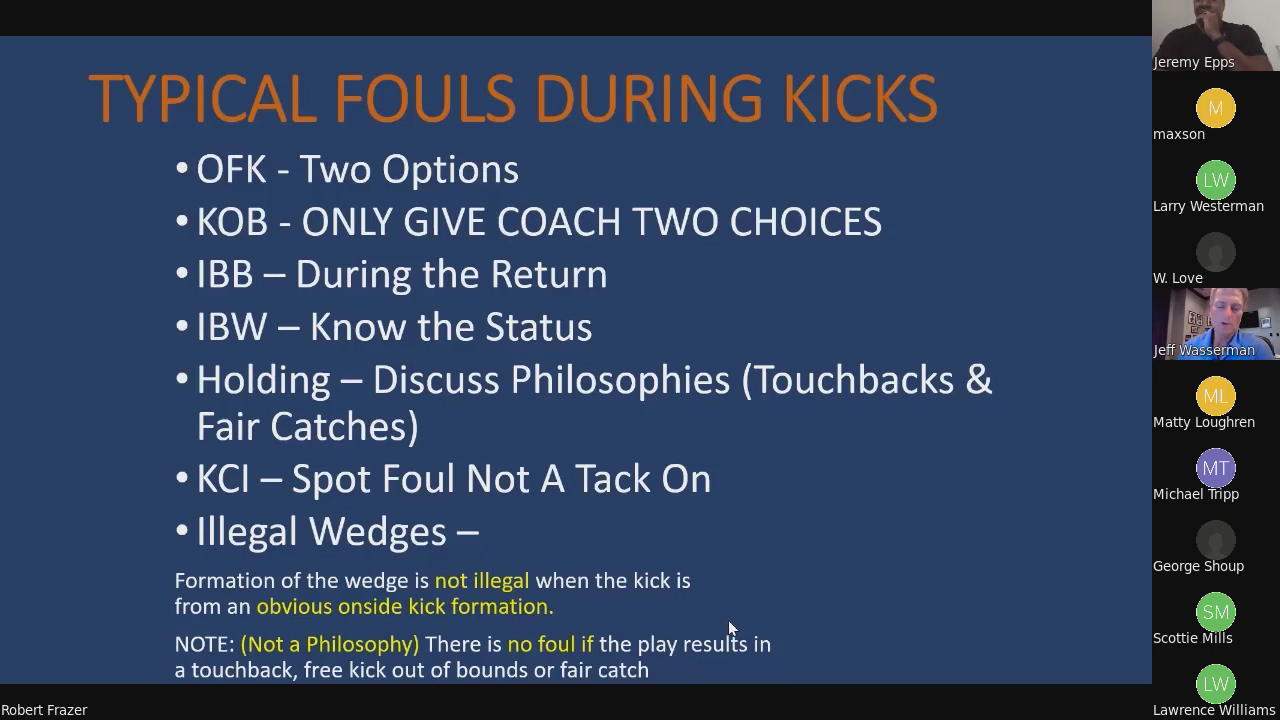 TYPICAL FOULS DURING KICKS
• OFK - Two Options
• KOB - ONLY GIVE COACH TWO CHOICES
• IBB – During the Return
• IBW – Know the Status
• Holding – Discuss Philosophies (Touchbacks &
Fair Catches)
• KCI – Spot Foul Not A Tack On
• Illegal Wedges –
Formation of the wedge is not illegal when the kick is
from an obvious onside kick formation.
NOTE: (Not a Philosophy) There is no foul if the play results in
a touchback, free kick out of bounds or fair catch
Robert Frazer
Jeremy Epps
M
maxson
LW
Larry Westerman
W. Love
Jeff Wasserman
ML
Matty Loughren
MT
Michael Tripp
George Shoup
SM
Scottie Mills
LW
Lawrence Williams